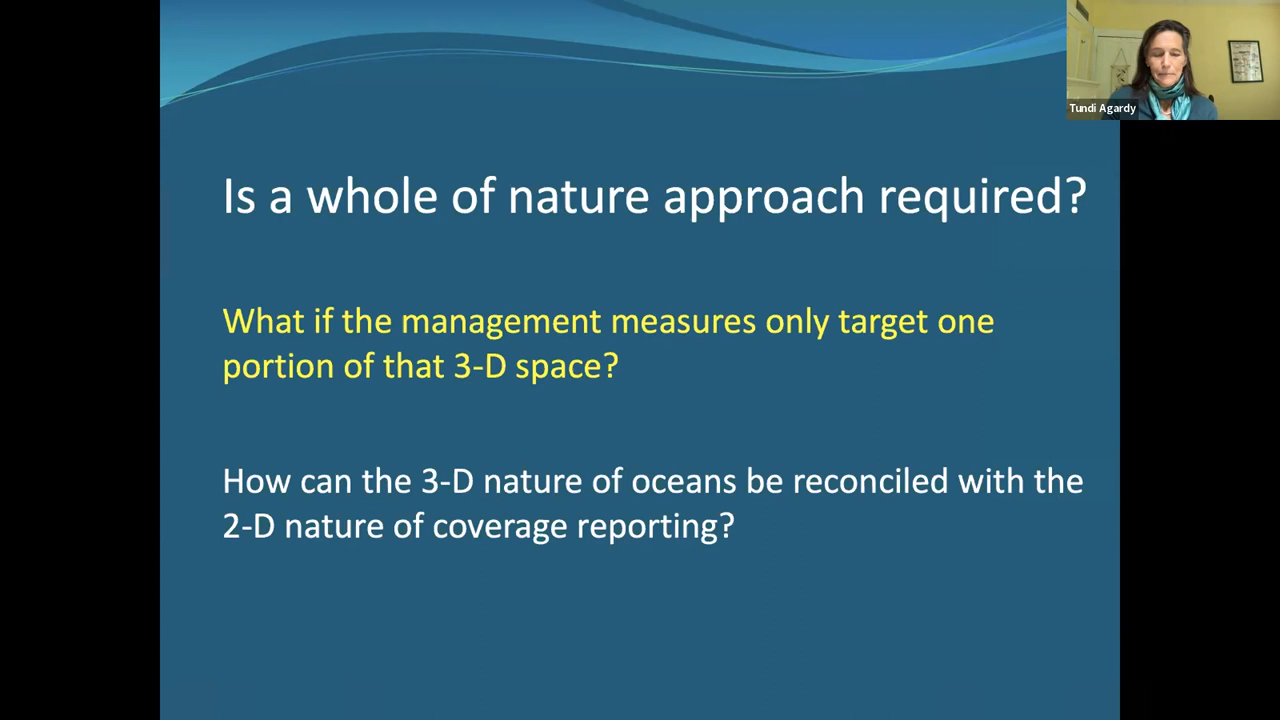 Tundi Agardy
Is a whole of nature approach required?
What if the management measures only target one
portion of that 3-D space?
How can the 3-D nature of oceans be reconciled with the
2-D nature of coverage reporting?